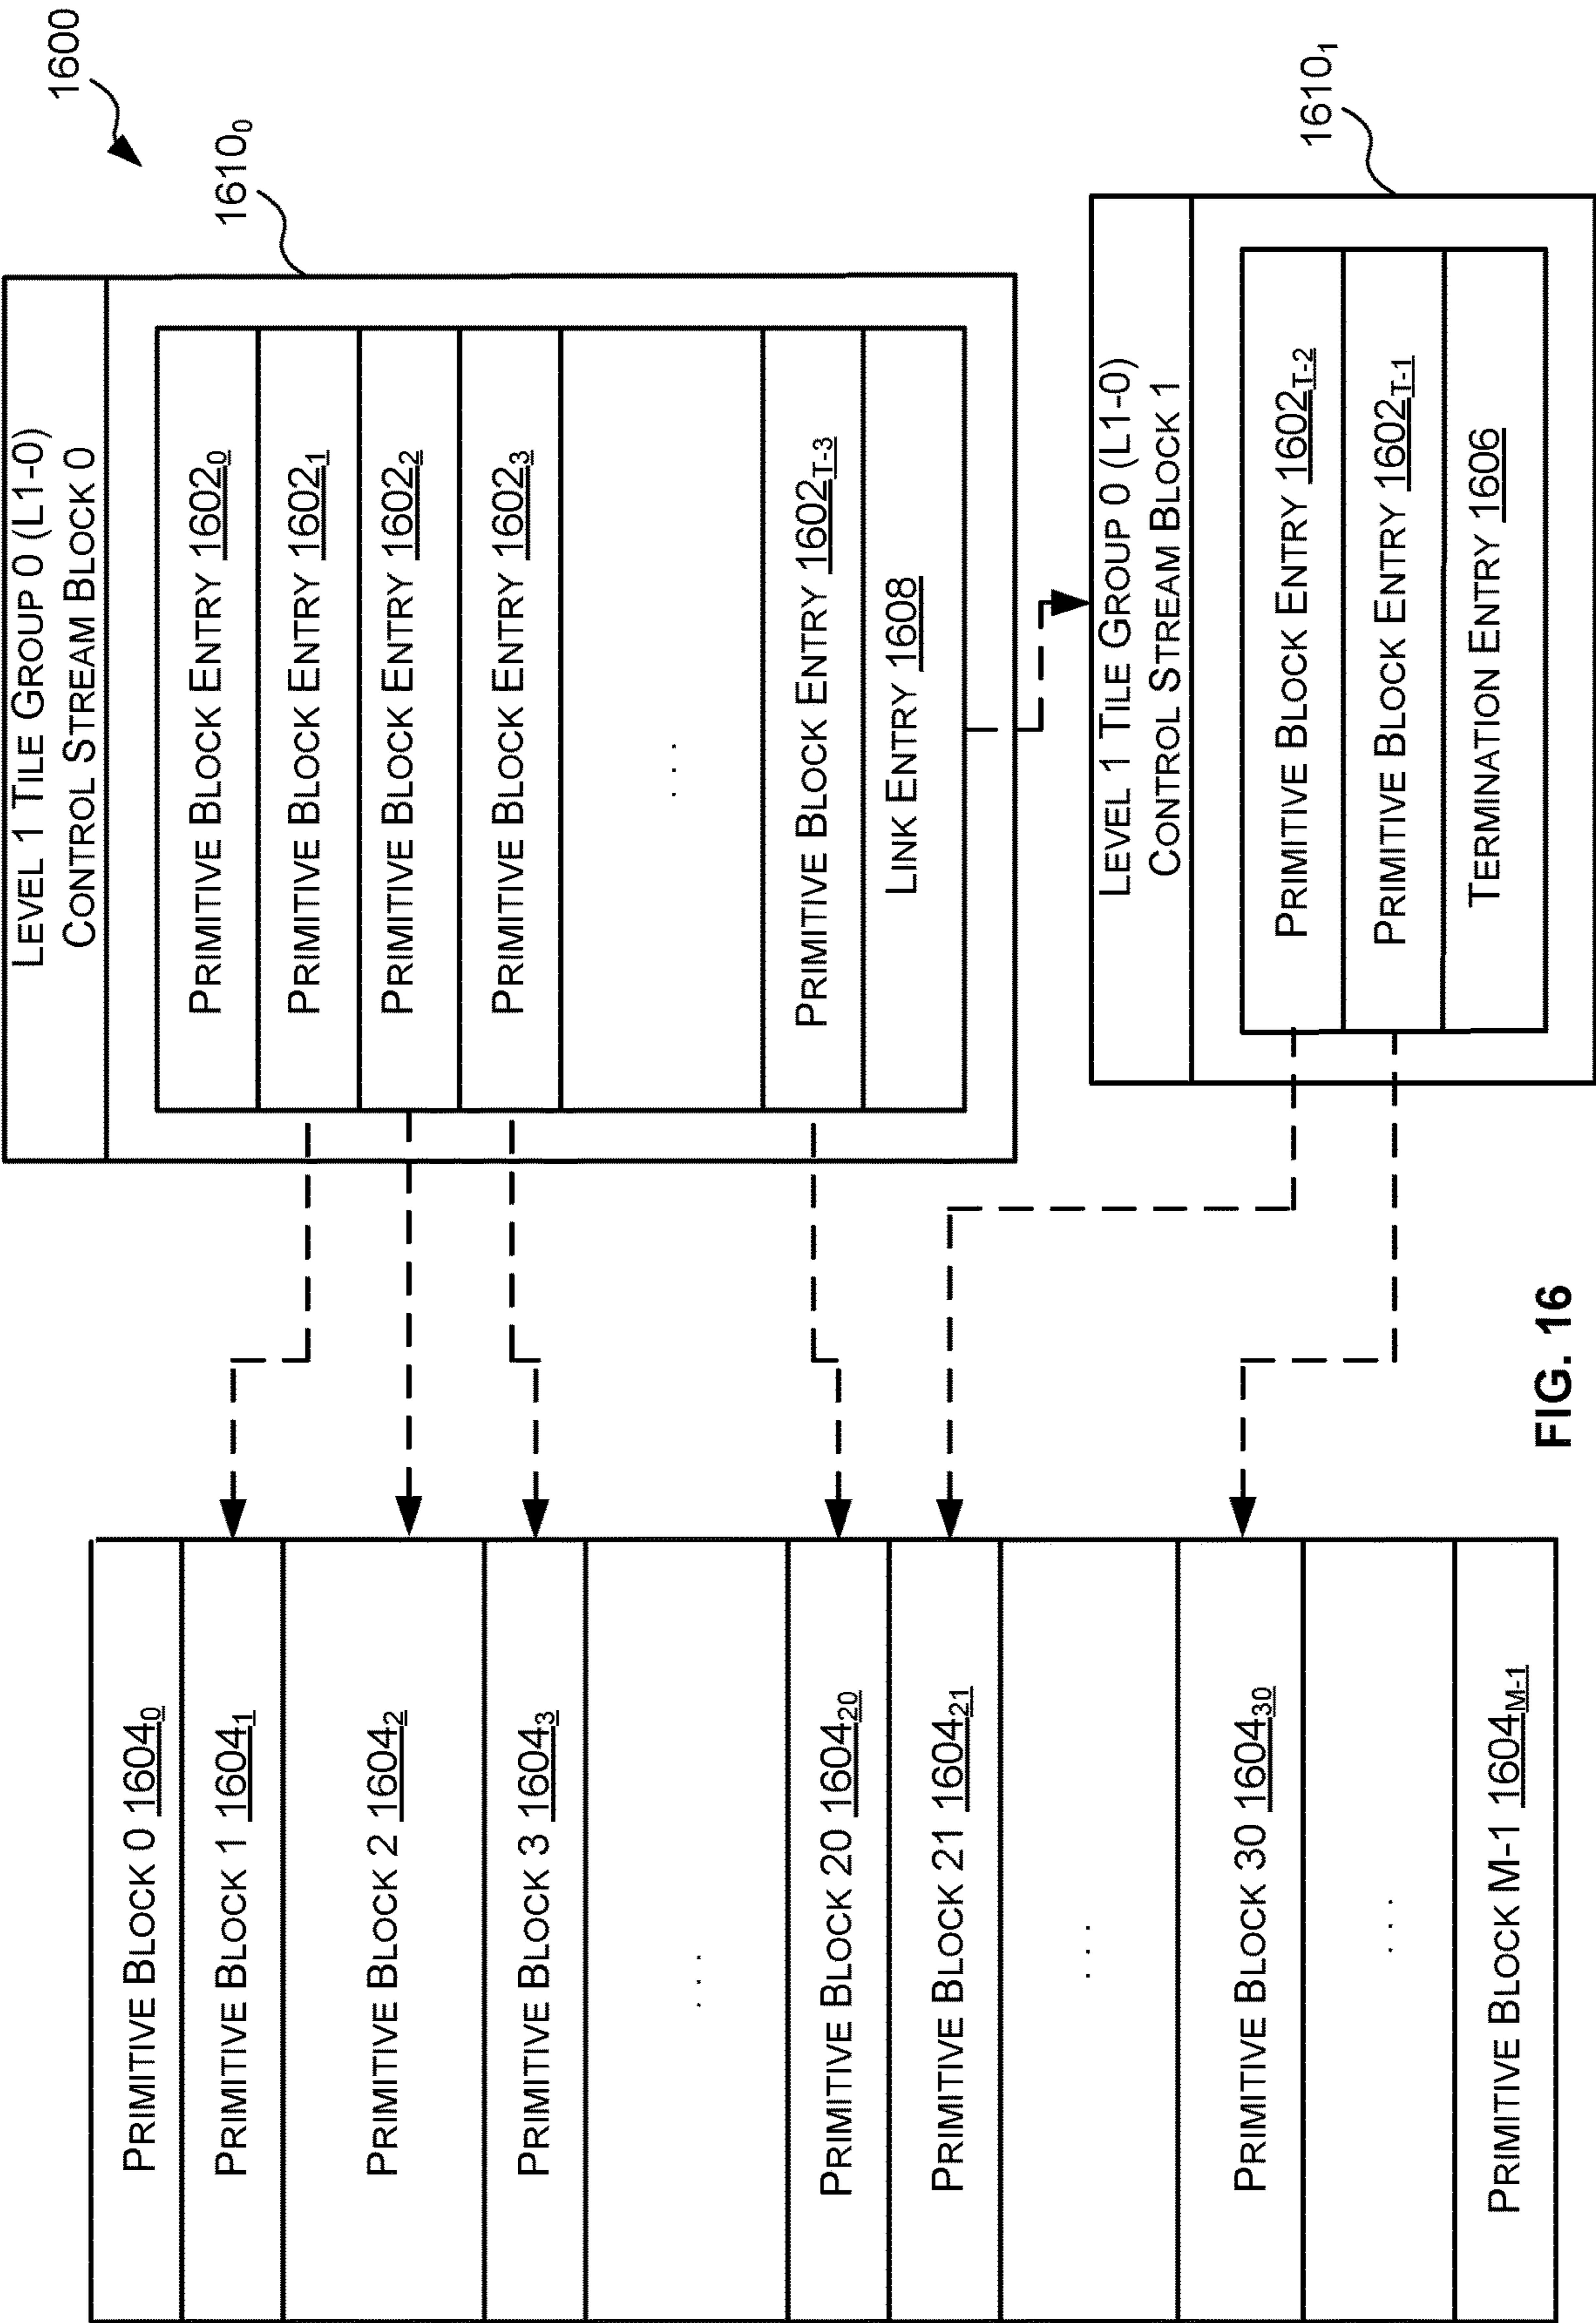 1600
LEVEL 1 TILE GROUP 0 (L1-0)
CONTROL STREAM BLOCK 0
1610₀
PRIMITIVE BLOCK ENTRY 1602₀
PRIMITIVE BLOCK ENTRY 1602₁
PRIMITIVE BLOCK ENTRY 1602₂
PRIMITIVE BLOCK ENTRY 1602₃
. . .
PRIMITIVE BLOCK ENTRY 1602T-3
LINK ENTRY 1608
LEVEL 1 TILE GROUP 0 (L1-0)
CONTROL STREAM BLOCK 1
1610₁
PRIMITIVE BLOCK ENTRY 1602T-2
PRIMITIVE BLOCK ENTRY 1602T-1
TERMINATION ENTRY 1606
PRIMITIVE BLOCK 0 1604₀
PRIMITIVE BLOCK 1 1604₁
PRIMITIVE BLOCK 2 1604₂
PRIMITIVE BLOCK 3 1604₃
. . .
PRIMITIVE BLOCK 20 1604₂₀
PRIMITIVE BLOCK 21 1604₂₁
. . .
PRIMITIVE BLOCK 30 1604₃₀
. . .
PRIMITIVE BLOCK M-1 1604M-1
FIG. 16